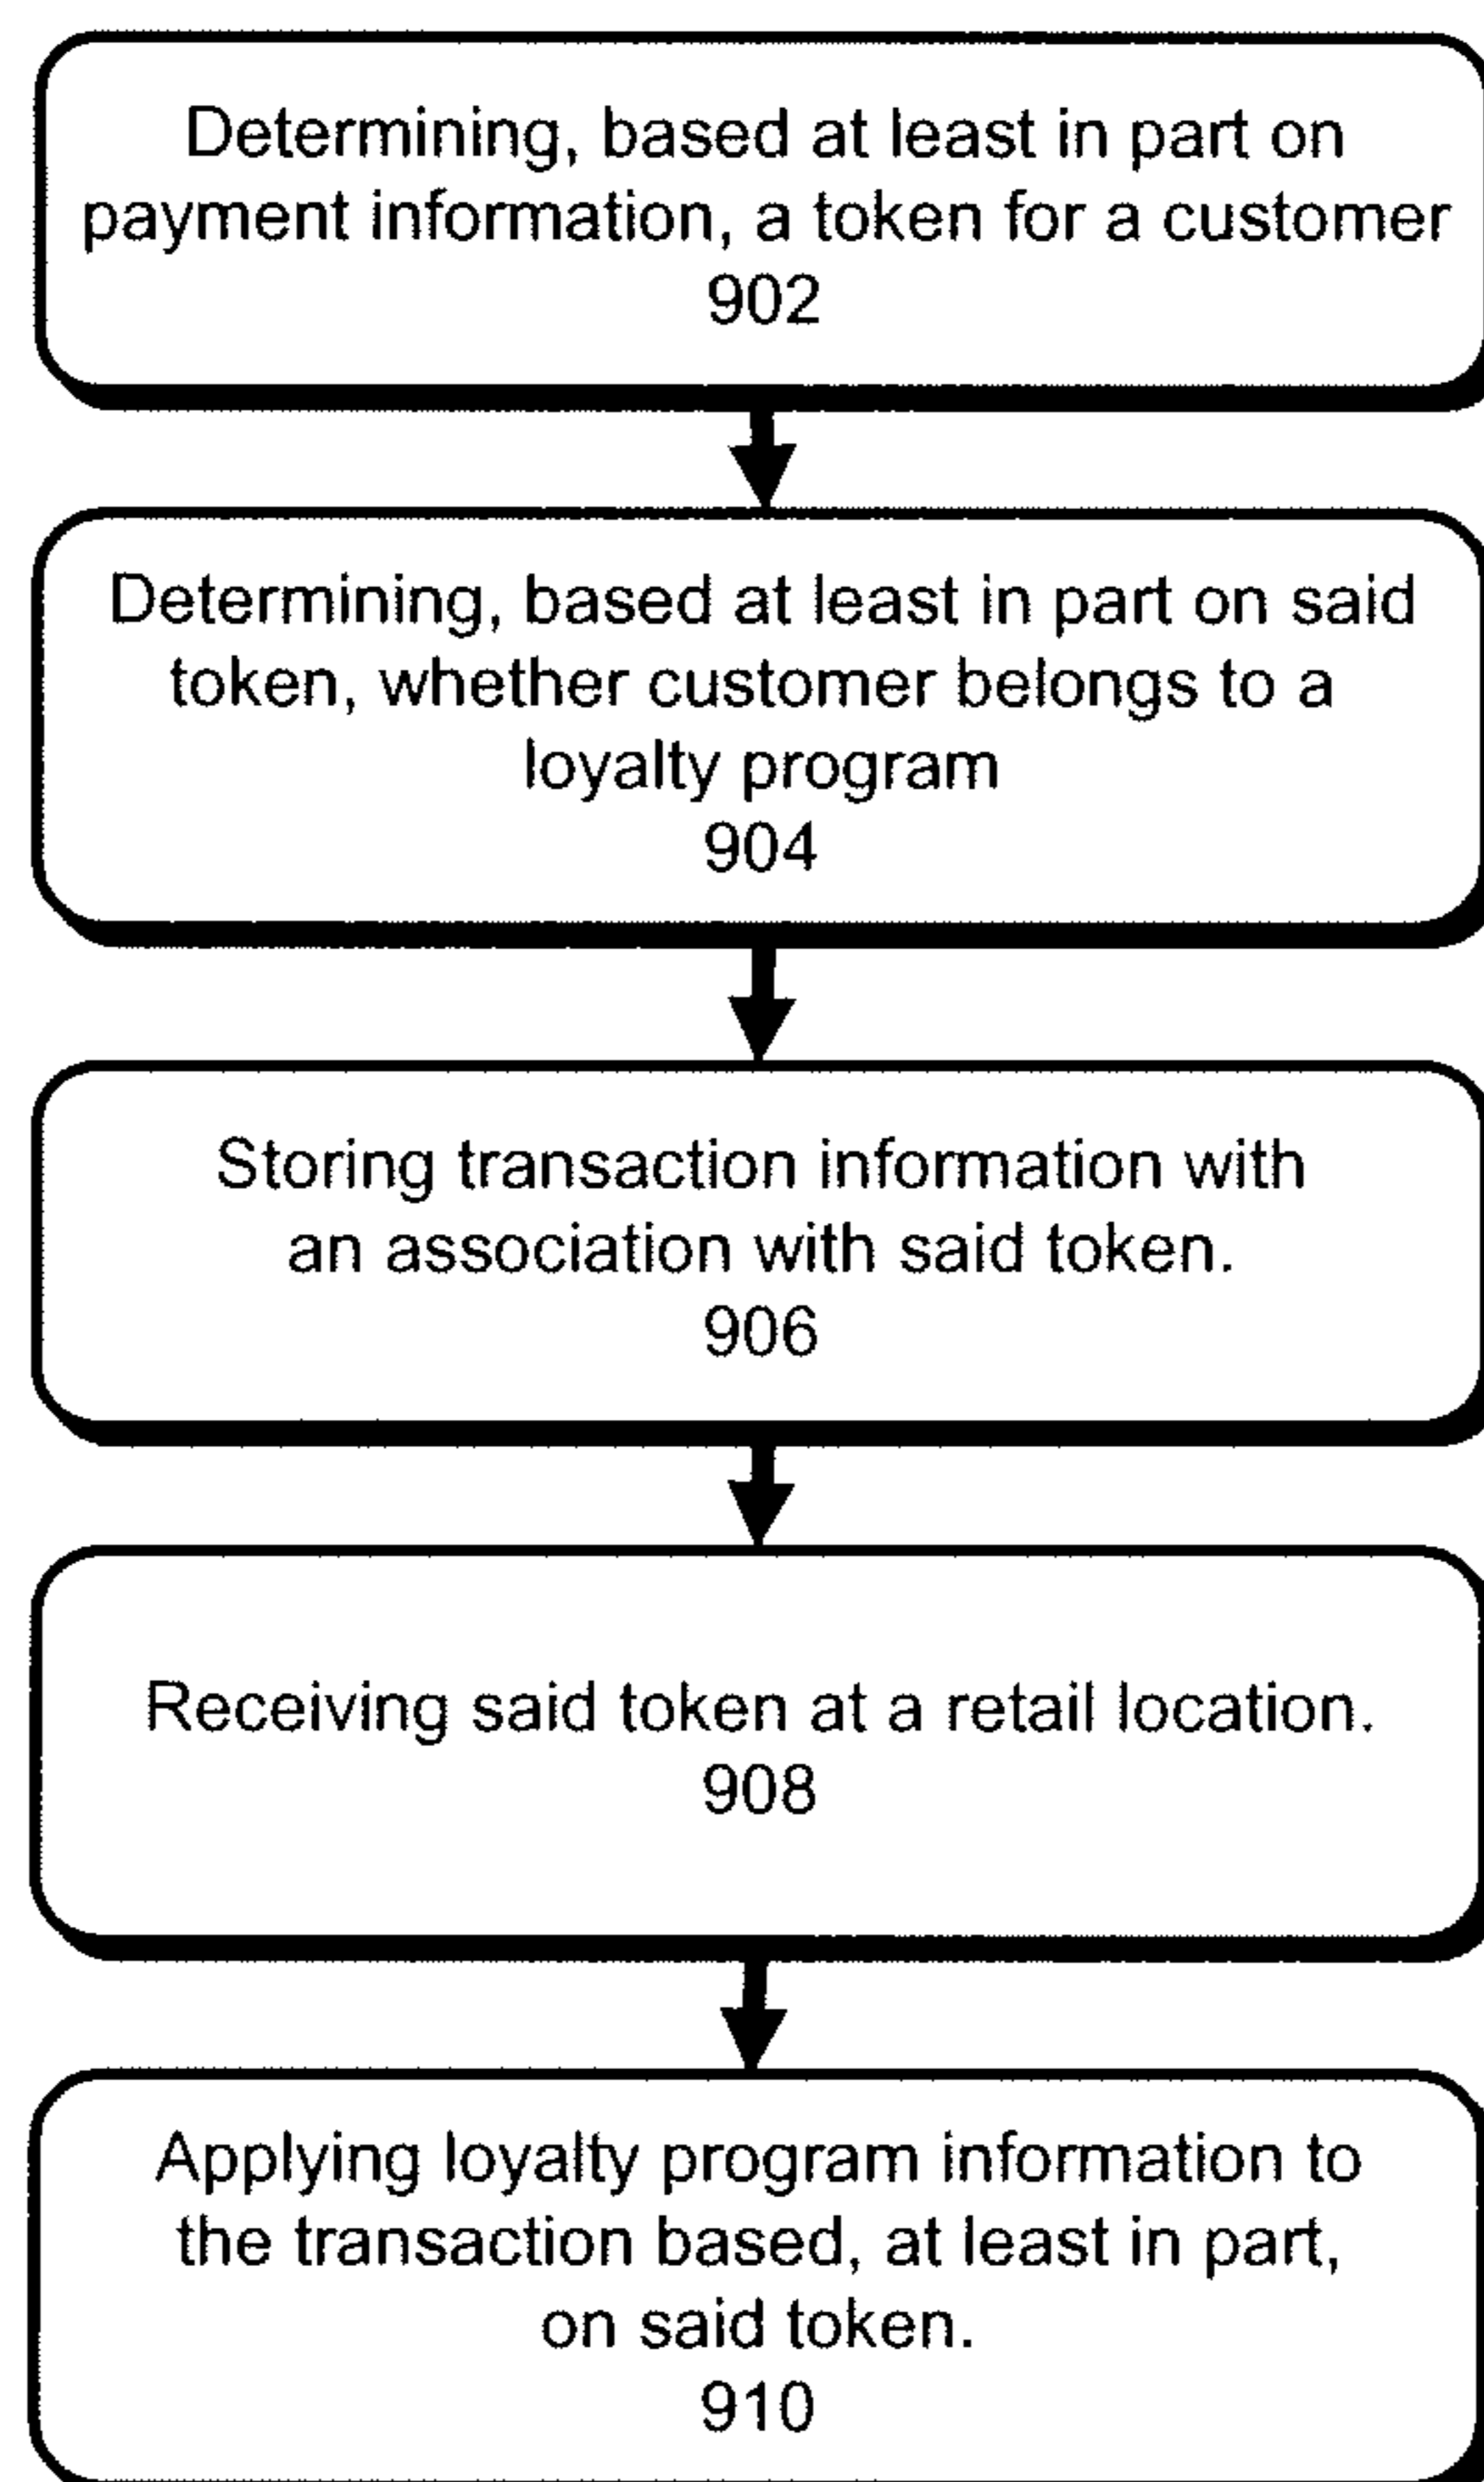 Determining, based at least in part on
payment information, a token for a customer
902
Determining, based at least in part on said
token, whether customer belongs to a
loyalty program
904
Storing transaction information with
an association with said token.
906
Receiving said token at a retail location.
908
Applying loyalty program information to
the transaction based, at least in part,
on said token.
910